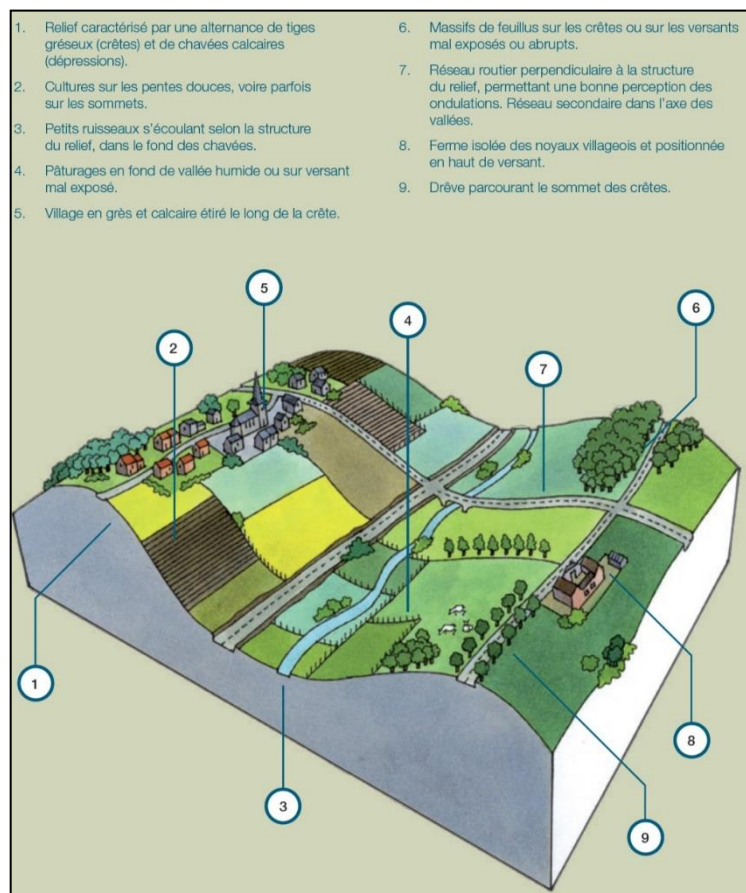 1. Relief caractérisé par une alternance de tiges
gréseux (crêtes) et de chavées calcaires
(dépressions).
2. Cultures sur les pentes douces, voire parfois
sur les sommets.
3. Petits ruisseaux s'écoulant selon la structure
du relief, dans le fond des chavées.
4. Pâturages en fond de vallée humide ou sur versant
mal exposé.
5. Village en grès et calcaire étiré le long de la crête.
6. Massifs de feuillus sur les crêtes ou sur les versants
mal exposés ou abrupts.
7. Réseau routier perpendiculaire à la structure
du relief, permettant une bonne perception des
ondulations. Réseau secondaire dans l'axe des
vallées.
8. Ferme isolée des noyaux villageois et positionnée
en haut de versant.
9. Drêve parcourant le sommet des crêtes.
5
4
6
2
7
1
8
3
9